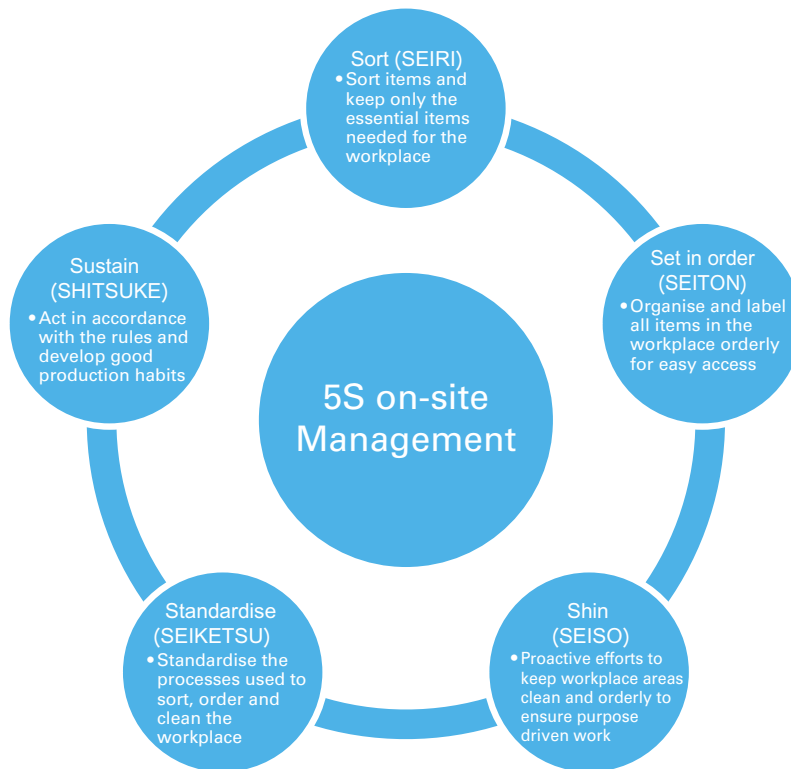 Sort (SEIRI)
•Sort items and
keep only the
essential items
needed for the
workplace
Set in order
(SEITON)
•Organise and label
all items in the
workplace orderly
for easy access
Shin
(SEISO)
•Proactive efforts to
keep workplace areas
clean and orderly to
ensure purpose
driven work
Standardise
(SEIKETSU)
•Standardise the
processes used to
sort, order and
clean the
workplace
Sustain
(SHITSUKE)
•Act in accordance
with the rules and
develop good
production habits
5S on-site
Management